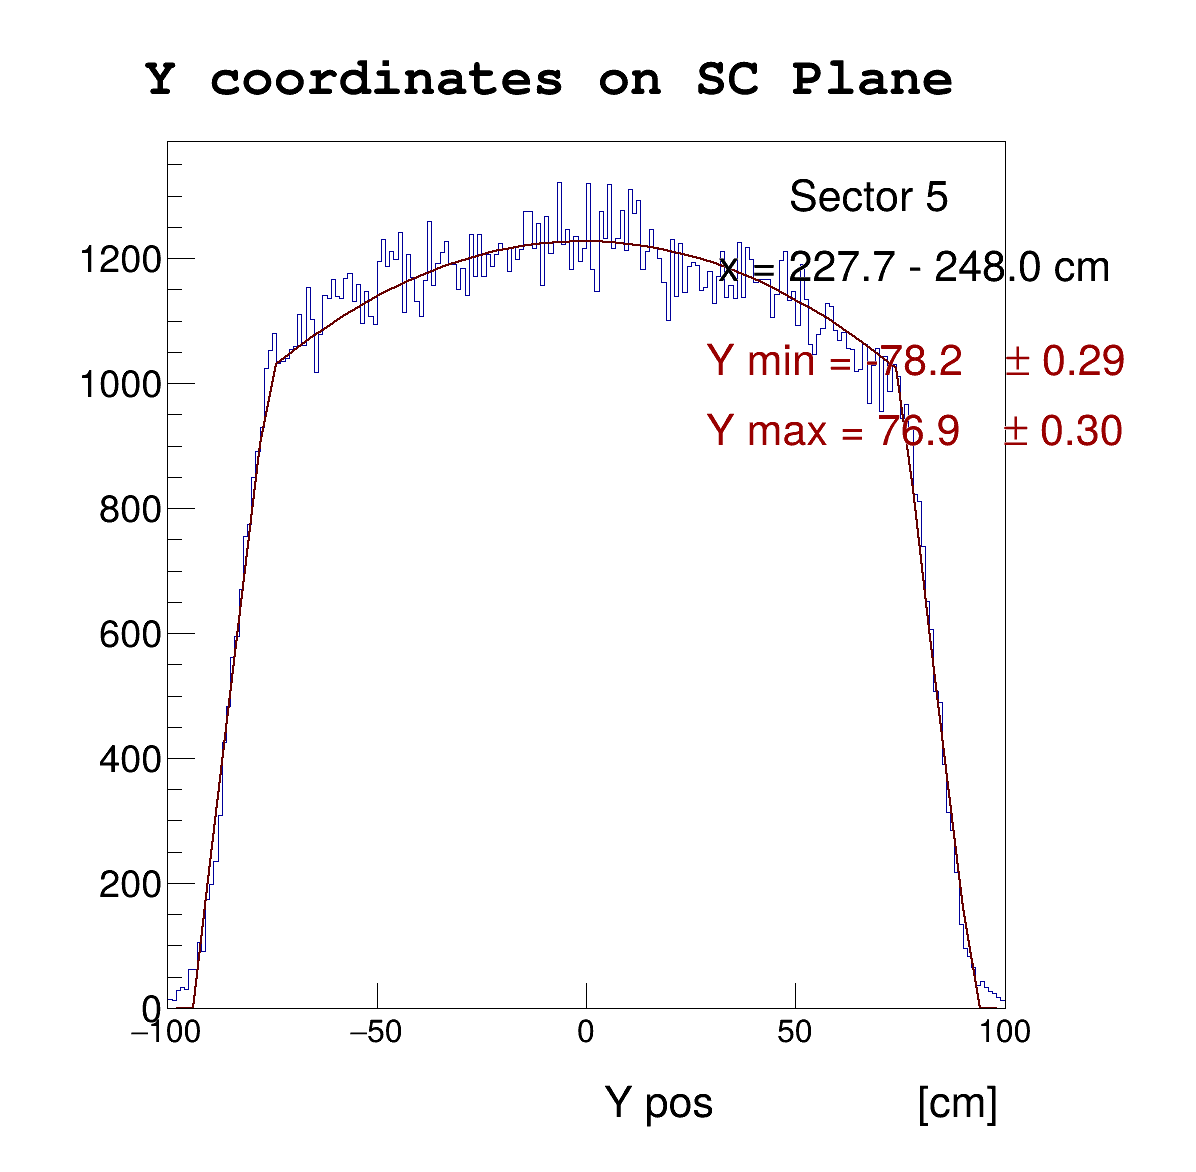 Y coordinates on SC Plane
Sector 5
x = 227.7 - 248.0 cm
Y min = -78.2 ± 0.29
Y max = 76.9 ± 0.30
1200
1000
800
600
400
200
0
−100 −50 0 50 100
Y pos [cm]